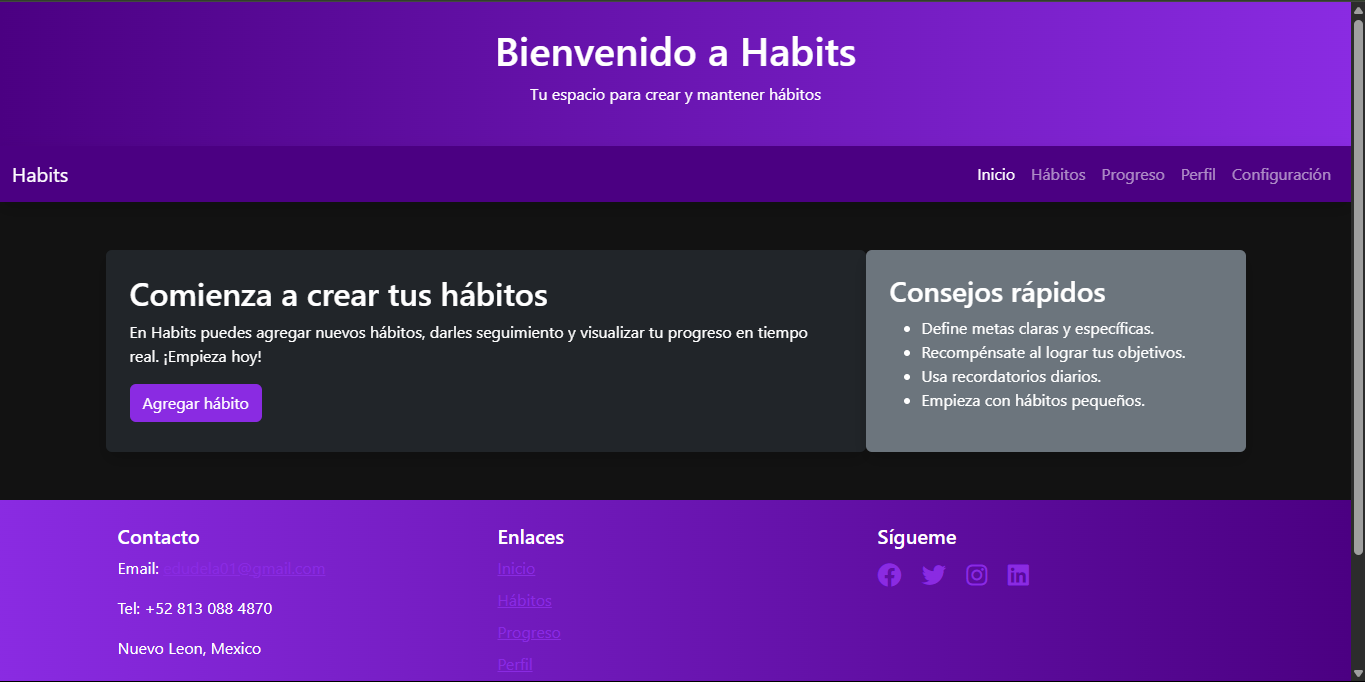 Bienvenido a Habits
Tu espacio para crear y mantener hábitos
Habits
Inicio
Hábitos
Progreso
Perfil
Configuración
Comienza a crear tus hábitos
En Habits puedes agregar nuevos hábitos, darles seguimiento y visualizar tu progreso en tiempo
real. ¡Empieza hoy!
Agregar hábito
Consejos rápidos
Define metas claras y específicas.
Recompénsate al lograr tus objetivos.
Usa recordatorios diarios.
Empieza con hábitos pequeños.
Contacto
Email: edudela01@gmail.com
Tel: +52 813 088 4870
Nuevo Leon, Mexico
Enlaces
Inicio
Hábitos
Progreso
Perfil
Sígueme